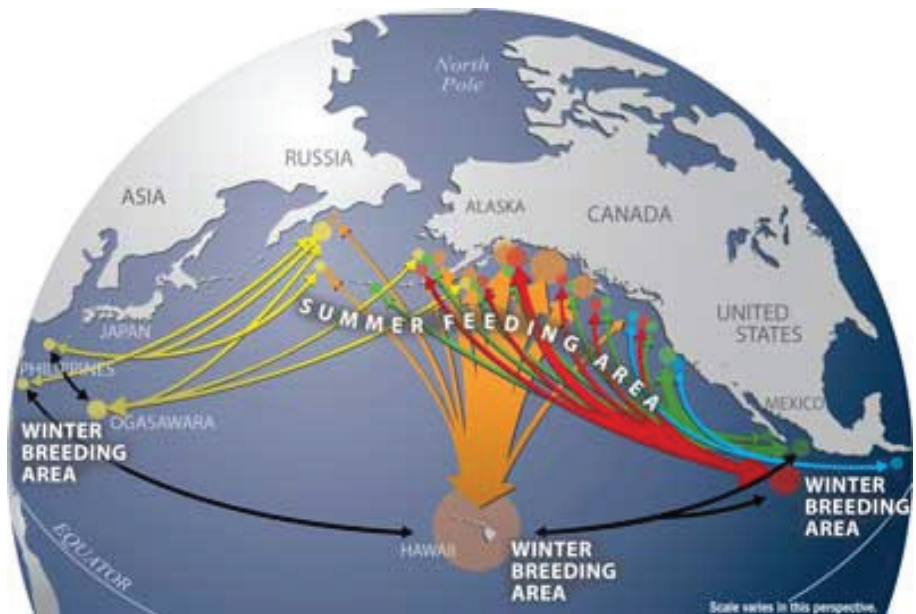 North
Pole
RUSSIA
ASIA
ALASKA
CANADA
UNITED
STATES
JAPAN
SUMMER FEEDING AREA
PHILIPPINES
OGASAWARA
MEXICO
WINTER
BREEDING
AREA
WINTER
BREEDING
AREA
HAWAII
WINTER
BREEDING
AREA
EQUATOR
Scale varies in this perspective.